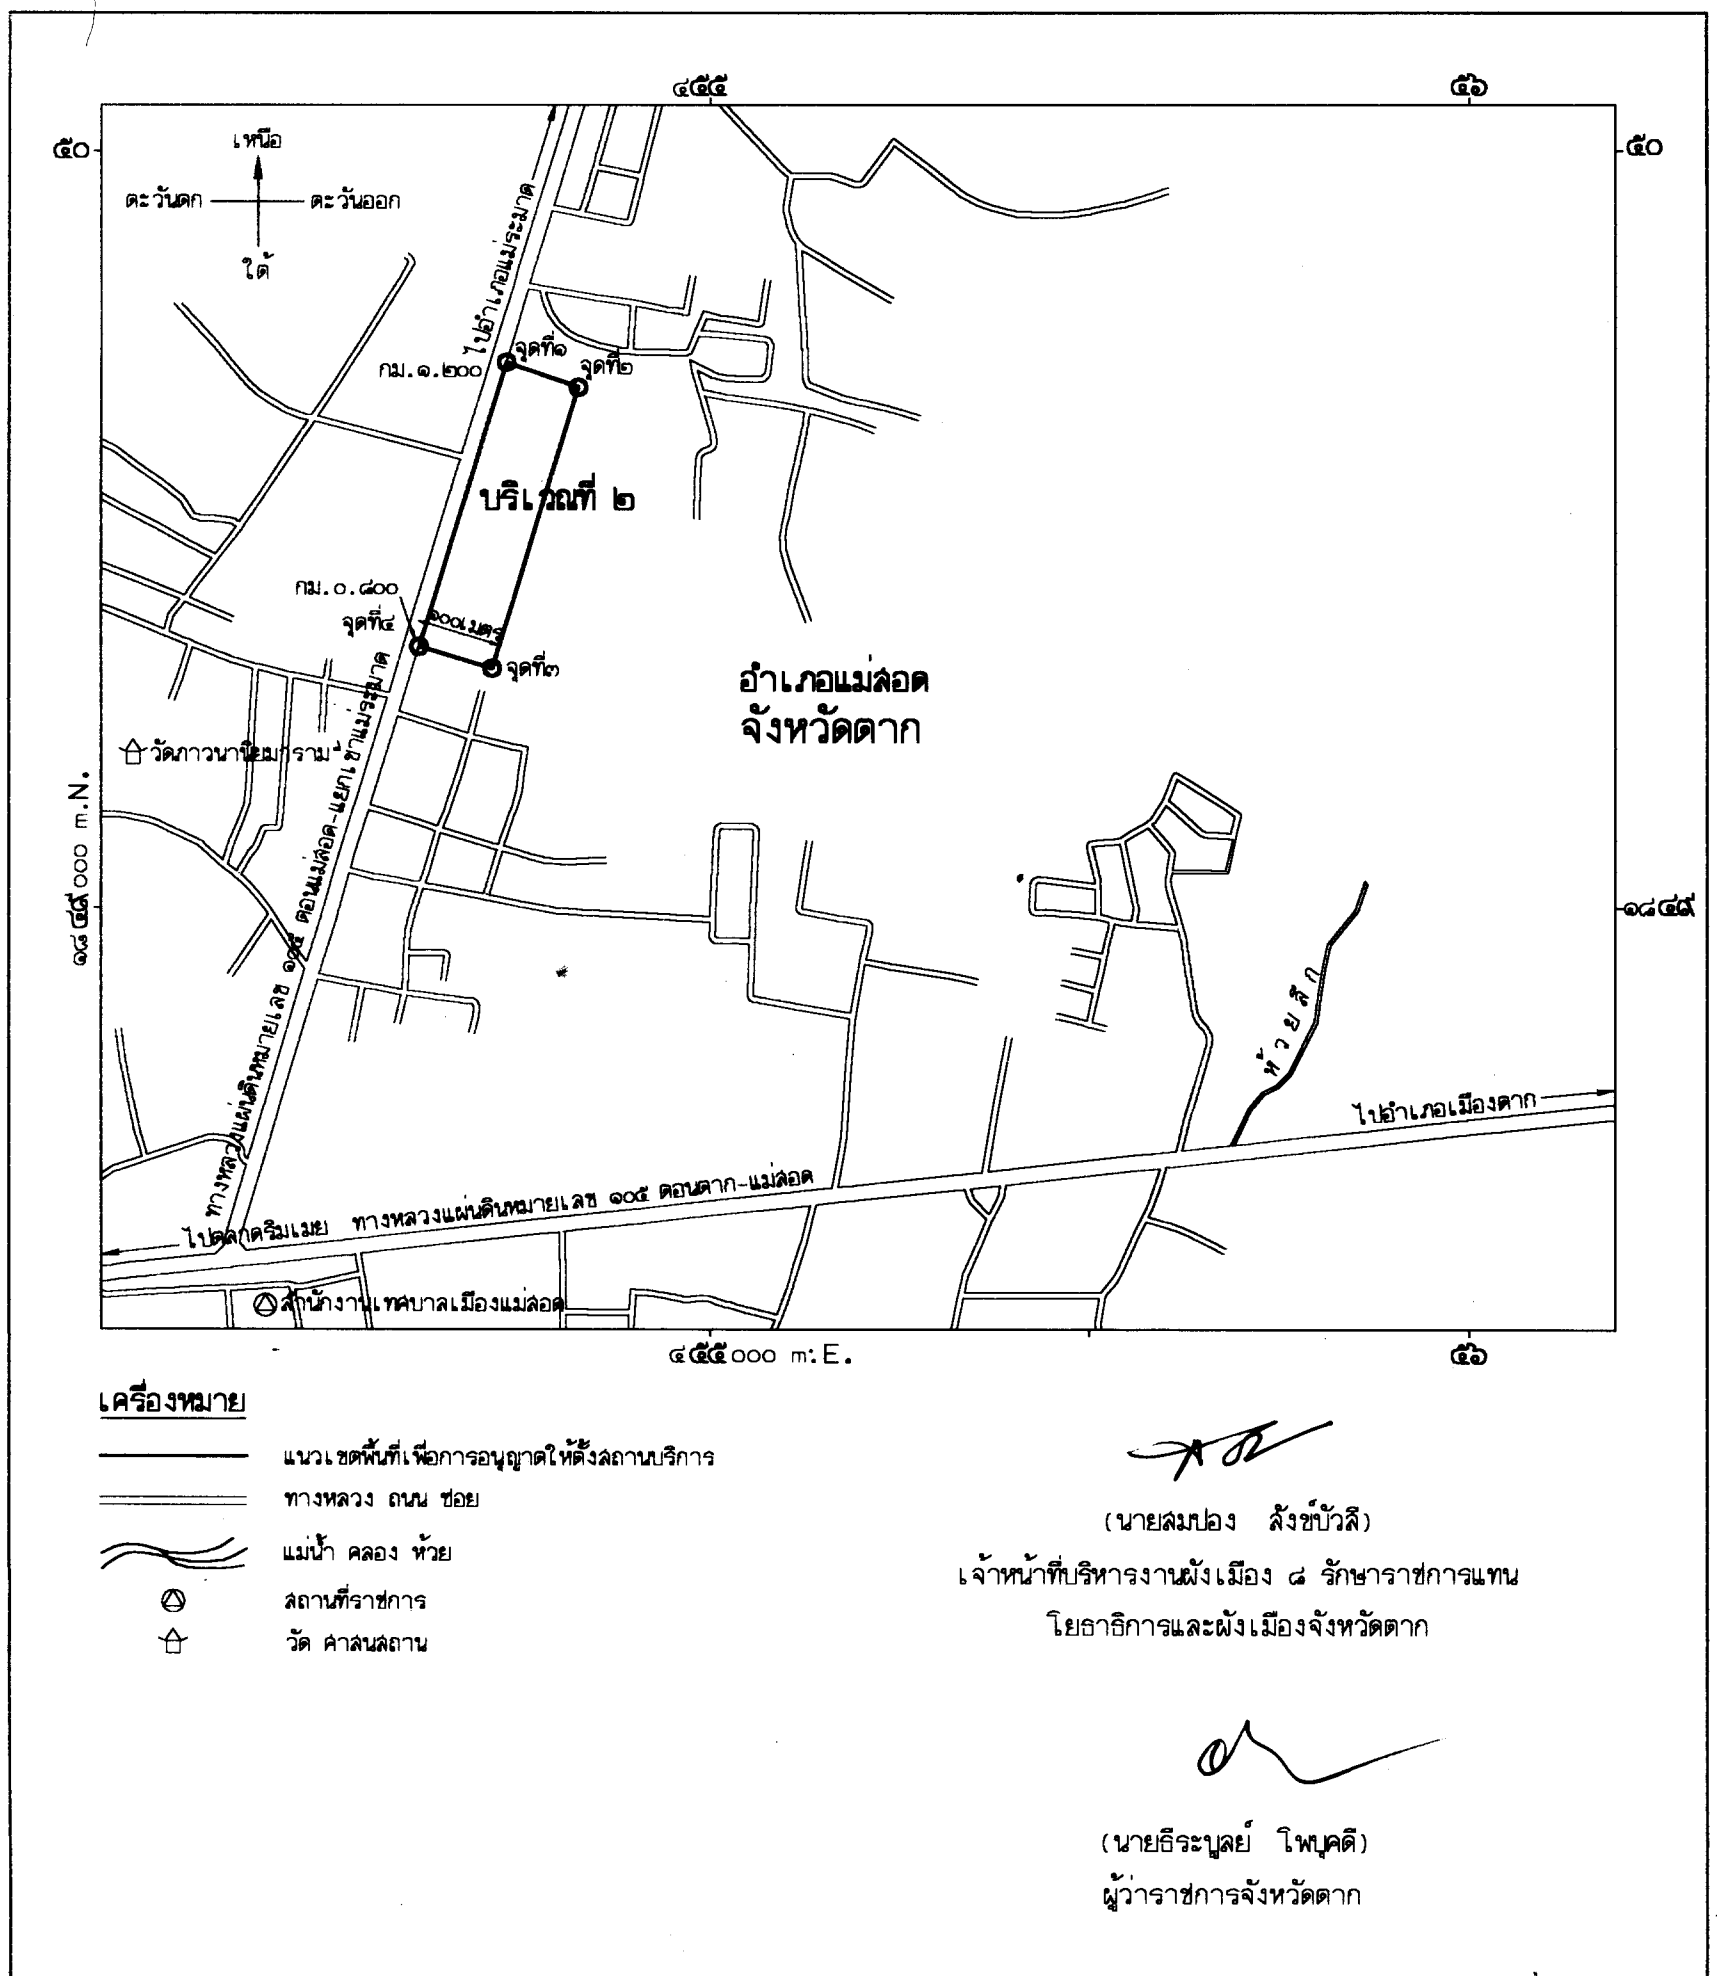 ๔๕๕ ๕๖
๕๐ ๕๐
เหนือ
ตะวันตก ตะวันออก
ใต้
ไปอำเภอแม่ระมาด
จุดที่๑
กม.๑.๒๐๐
จุดที่๒
บริเวณที่ ๒
กม.๐.๘๐๐
จุดที่๔
๑๐๐เมตร
จุดที่๓
อำเภอแม่สอด
จังหวัดตาก
วัดภาวนานิยมาราม
๑๘๔๙๐๐๐ m.N.
๑๘๔๙
ทางหลวงแผ่นดินหมายเลข ๑๐๕ ตอนแม่สอด-แยกเข้าแม่ระมาด
ห้วยลึก
ไปอำเภอเมืองตาก
ไปตลาดริมเมย ทางหลวงแผ่นดินหมายเลข ๑๐๕ ตอนตาก-แม่สอด
สำนักงานเทศบาลเมืองแม่สอด
๔๕๕๐๐๐ m.E. ๕๖
เครื่องหมาย
แนวเขตพื้นที่เพื่อการอนุญาตให้ตั้งสถานบริการ
ทางหลวง ถนน ซอย
แม่น้ำ คลอง ห้วย
สถานที่ราชการ
วัด ศาสนสถาน
(นายสมปอง สังข์บัวลี)
เจ้าหน้าที่บริหารงานผังเมือง ๘ รักษาราชการแทน
โยธาธิการและผังเมืองจังหวัดตาก
(นายธีระบูลย์ โพบุคดี)
ผู้ว่าราชการจังหวัดตาก